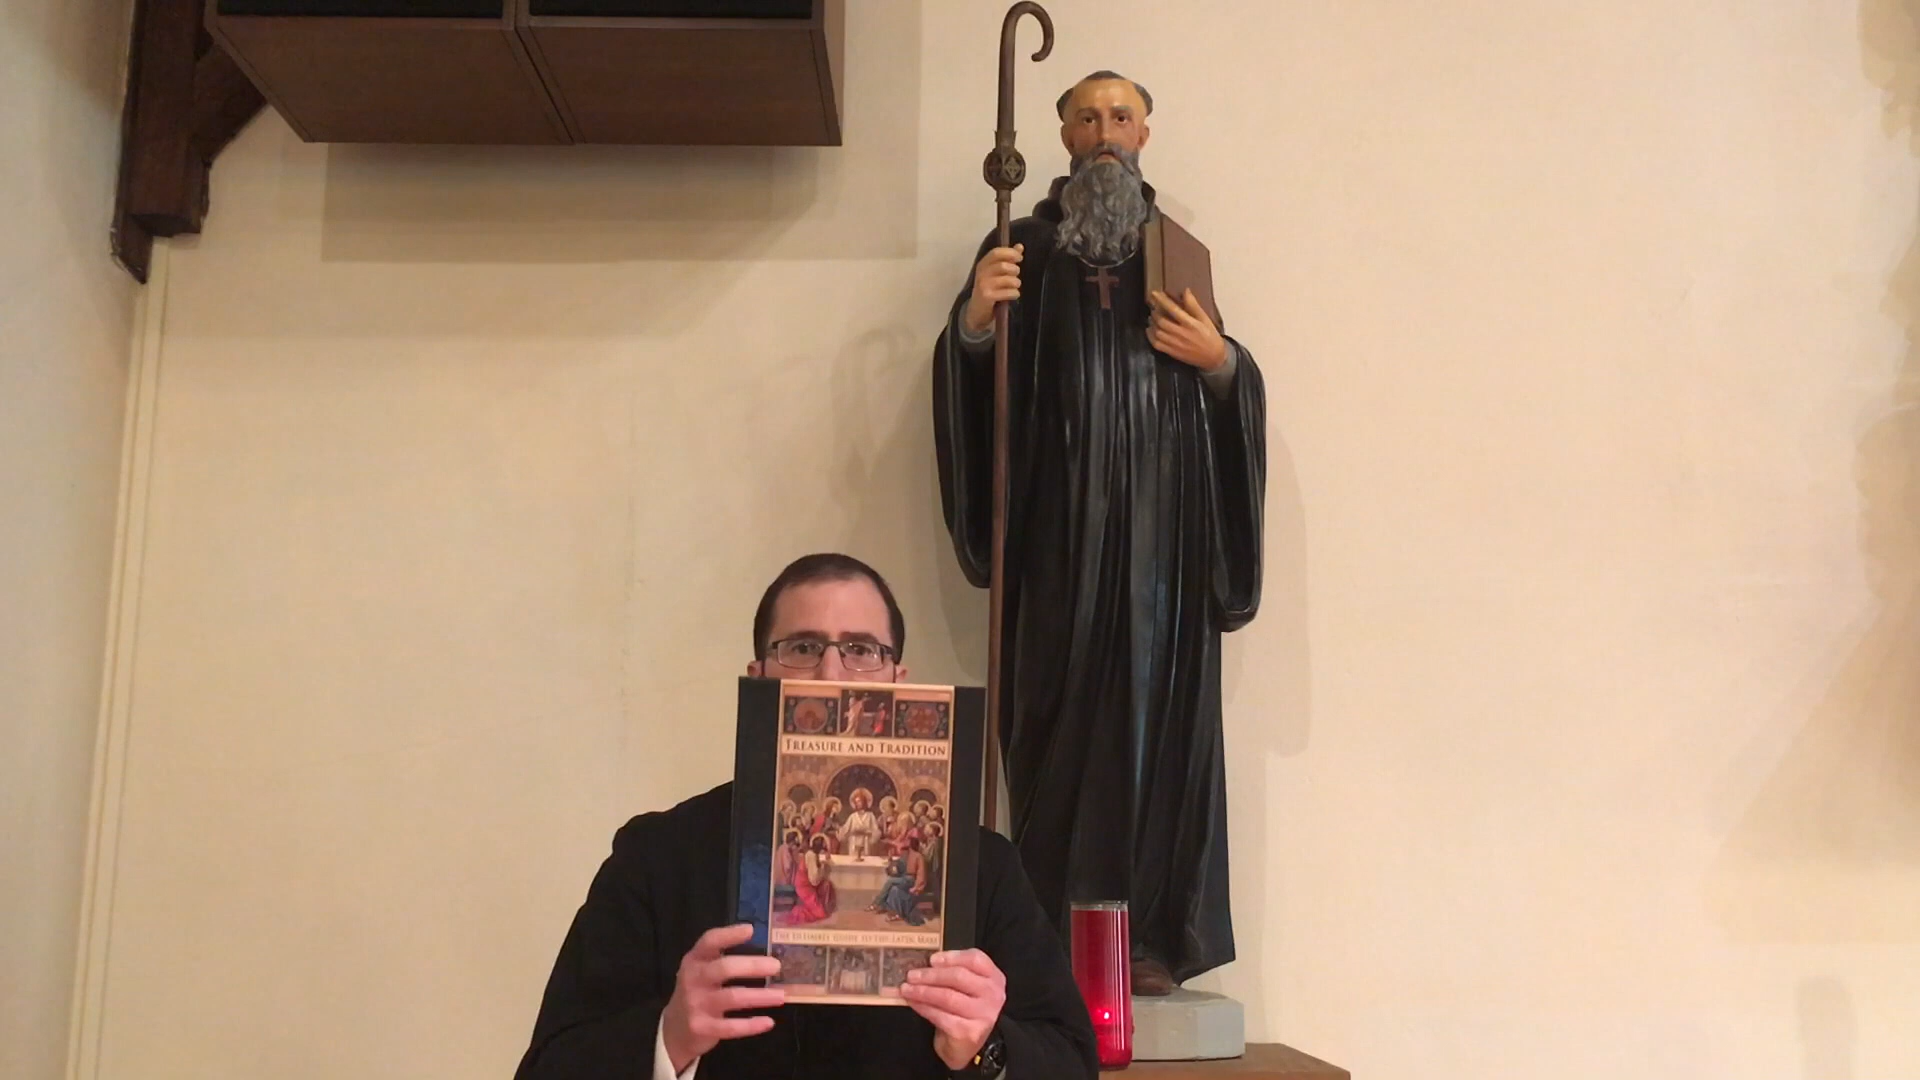 TREASURE AND TRADITION
THE ULTIMATE GUIDE TO THE LATIN MASS